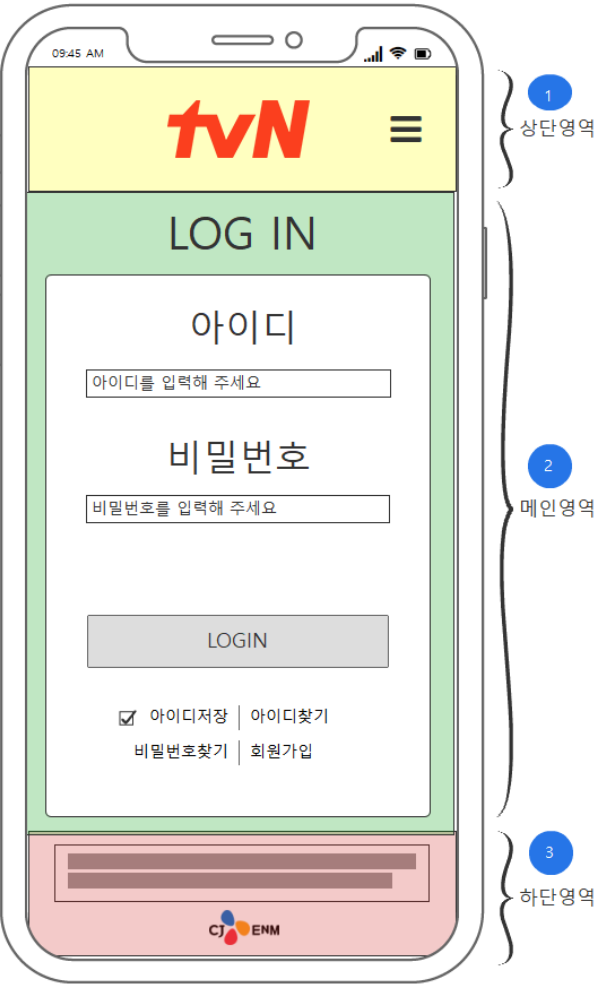 09:45 AM
tvN
1
상단영역
LOG IN
아이디
아이디를 입력해 주세요
비밀번호
2
비밀번호를 입력해 주세요
메인영역
LOGIN
아이디저장 | 아이디찾기
비밀번호찾기 | 회원가입
3
하단영역
CJ ENM